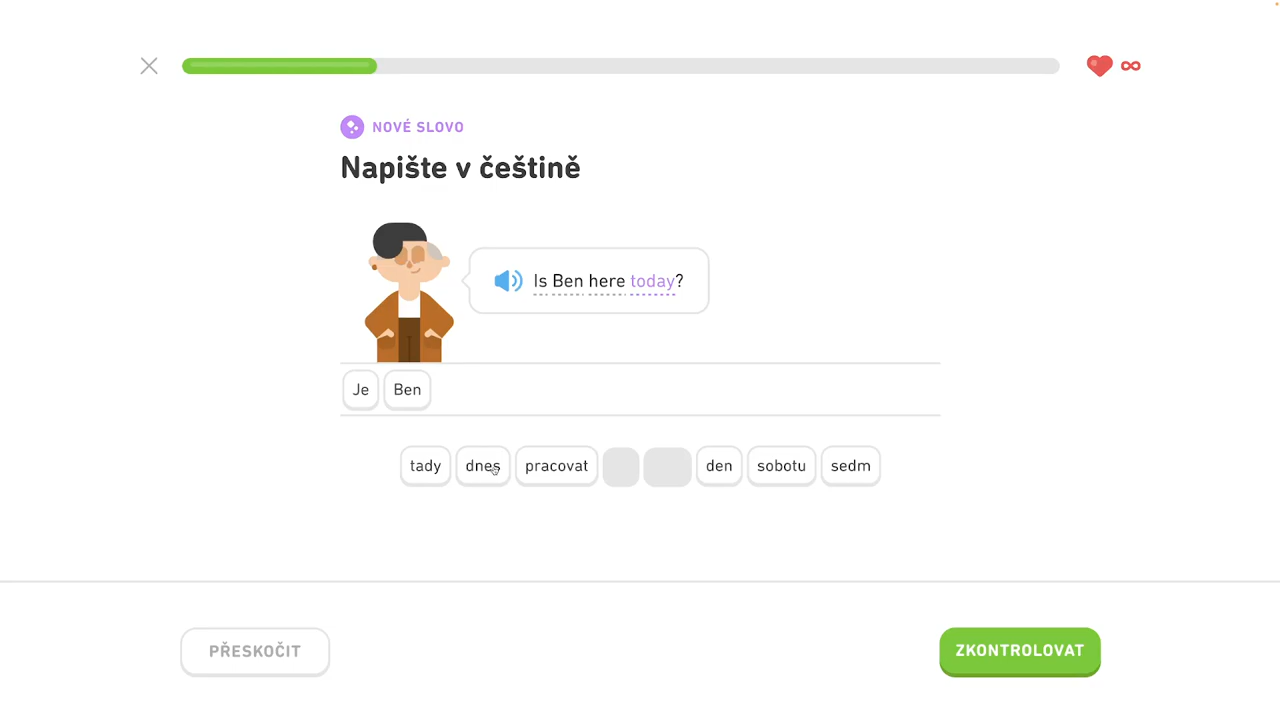 NOVÉ SLOVO
Napište v češtině
Is Ben here today?
Je Ben
tady dnes pracovat den sobotu sedm
PŘESKOČIT ZKONTROLOVAT